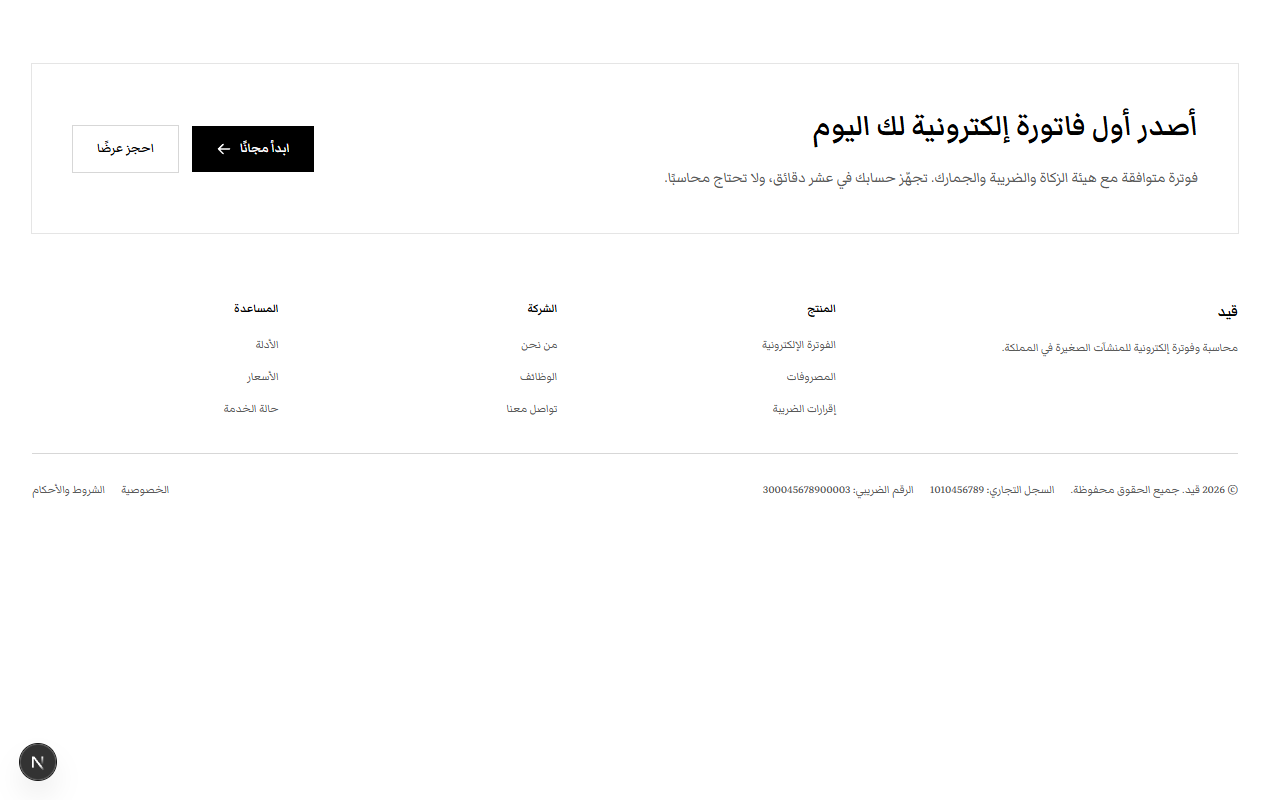 أصدر أول فاتورة إلكترونية لك اليوم
فوترة متوافقة مع هيئة الزكاة والضريبة والجمارك. تجهّز حسابك في عشر دقائق، ولا تحتاج محاسبًا.
ابدأ مجانًا ←
احجز عرضًا
قيد
محاسبة وفوترة إلكترونية للمنشآت الصغيرة في المملكة.
المنتج
الفوترة الإلكترونية
المصروفات
إقرارات الضريبة
الشركة
من نحن
الوظائف
تواصل معنا
المساعدة
الأدلة
الأسعار
حالة الخدمة
© 2026 قيد. جميع الحقوق محفوظة. السجل التجاري: 1010456789 الرقم الضريبي: 300045678900003
الخصوصية الشروط والأحكام
N